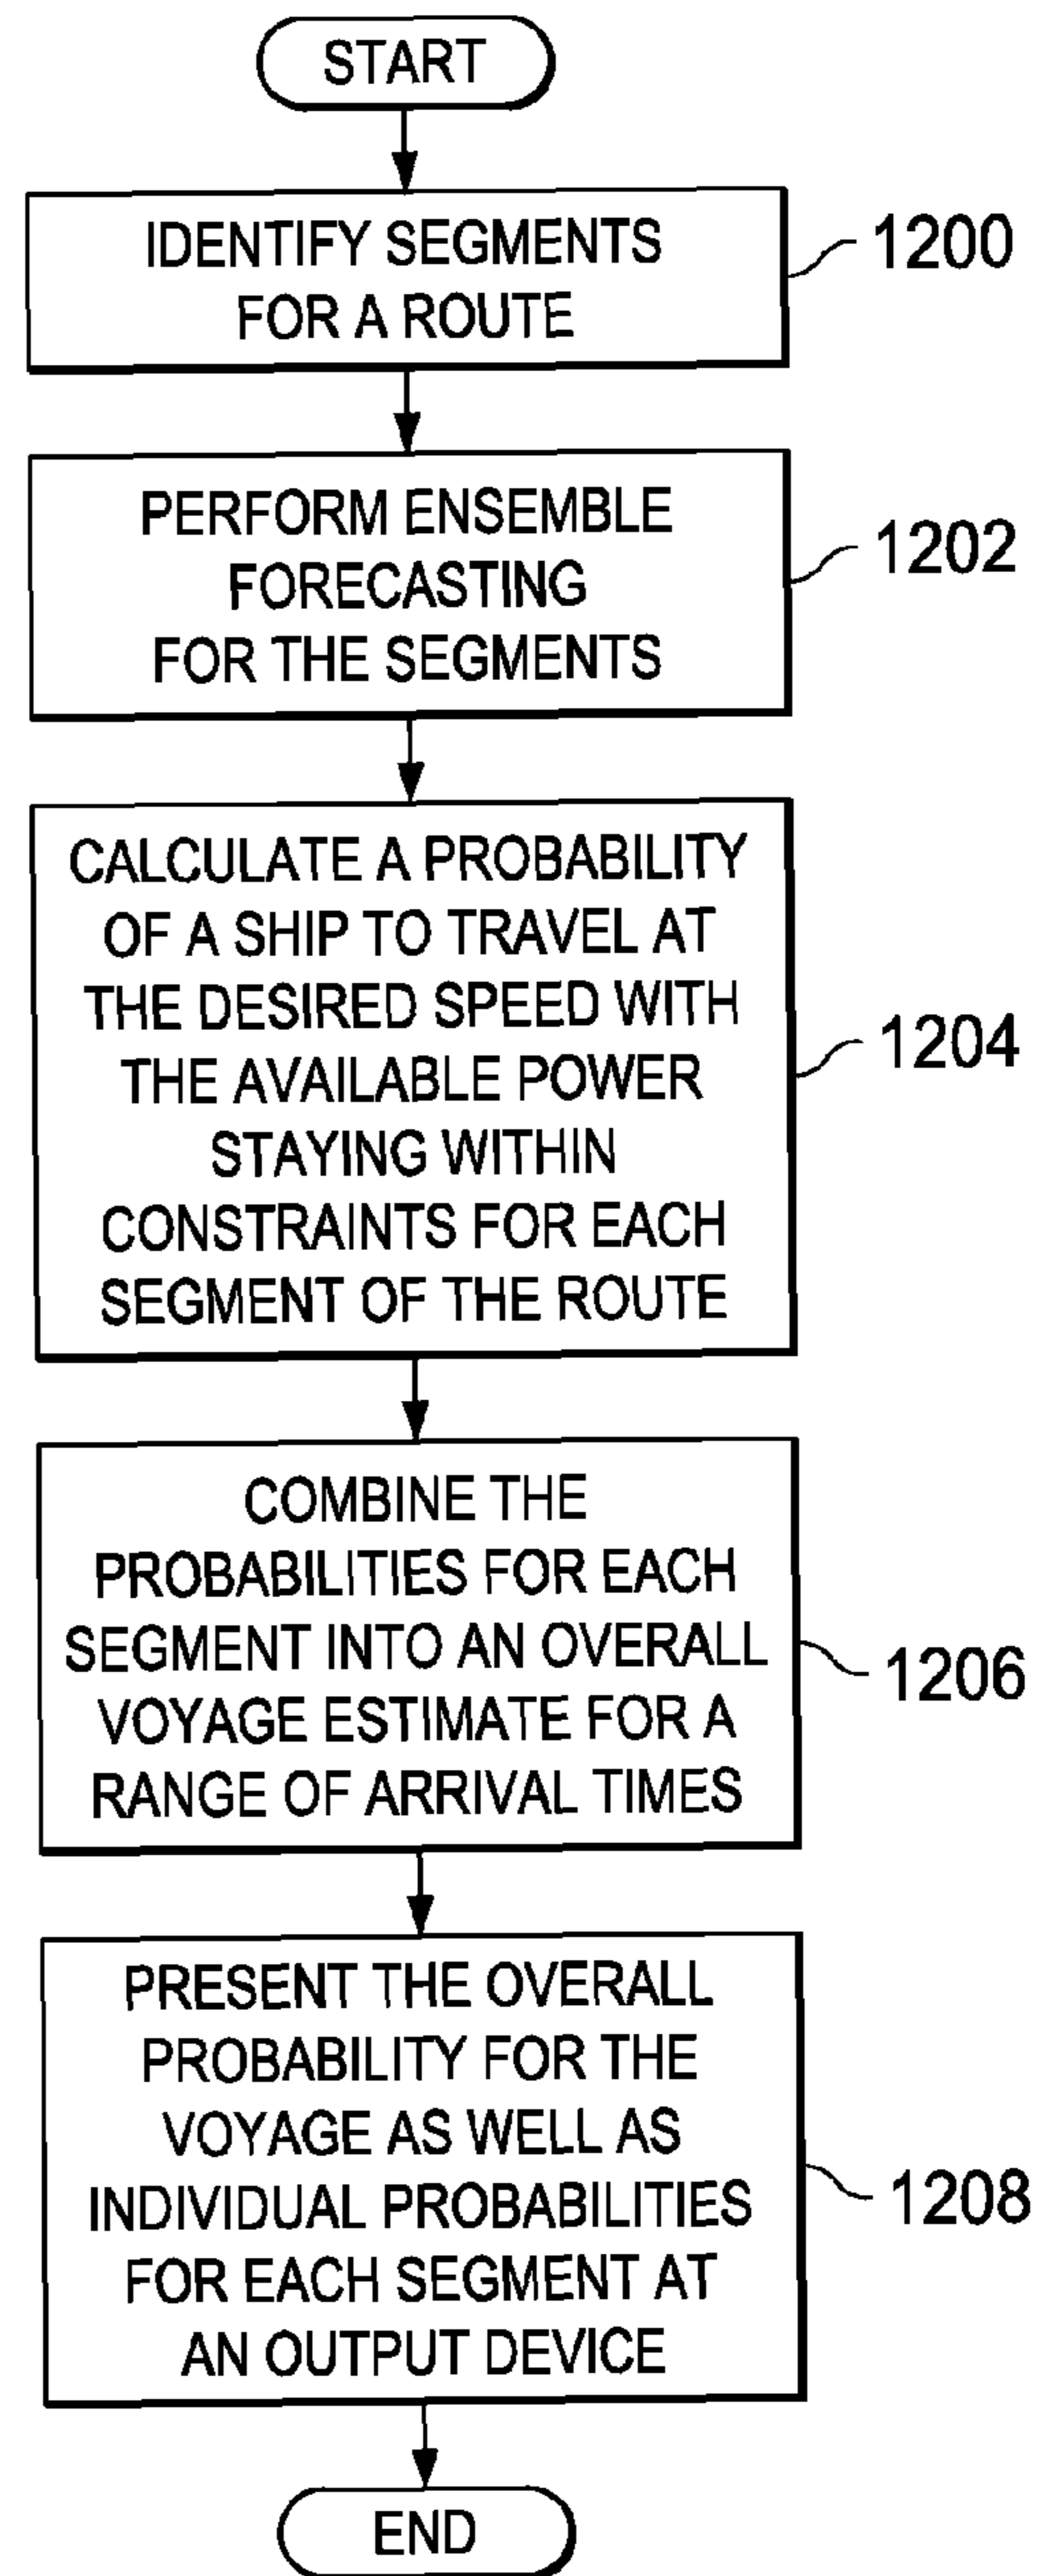 START
IDENTIFY SEGMENTS
FOR A ROUTE
1200
PERFORM ENSEMBLE
FORECASTING
FOR THE SEGMENTS
1202
CALCULATE A PROBABILITY
OF A SHIP TO TRAVEL AT
THE DESIRED SPEED WITH
THE AVAILABLE POWER
STAYING WITHIN
CONSTRAINTS FOR EACH
SEGMENT OF THE ROUTE
1204
COMBINE THE
PROBABILITIES FOR EACH
SEGMENT INTO AN OVERALL
VOYAGE ESTIMATE FOR A
RANGE OF ARRIVAL TIMES
1206
PRESENT THE OVERALL
PROBABILITY FOR THE
VOYAGE AS WELL AS
INDIVIDUAL PROBABILITIES
FOR EACH SEGMENT AT
AN OUTPUT DEVICE
1208
END